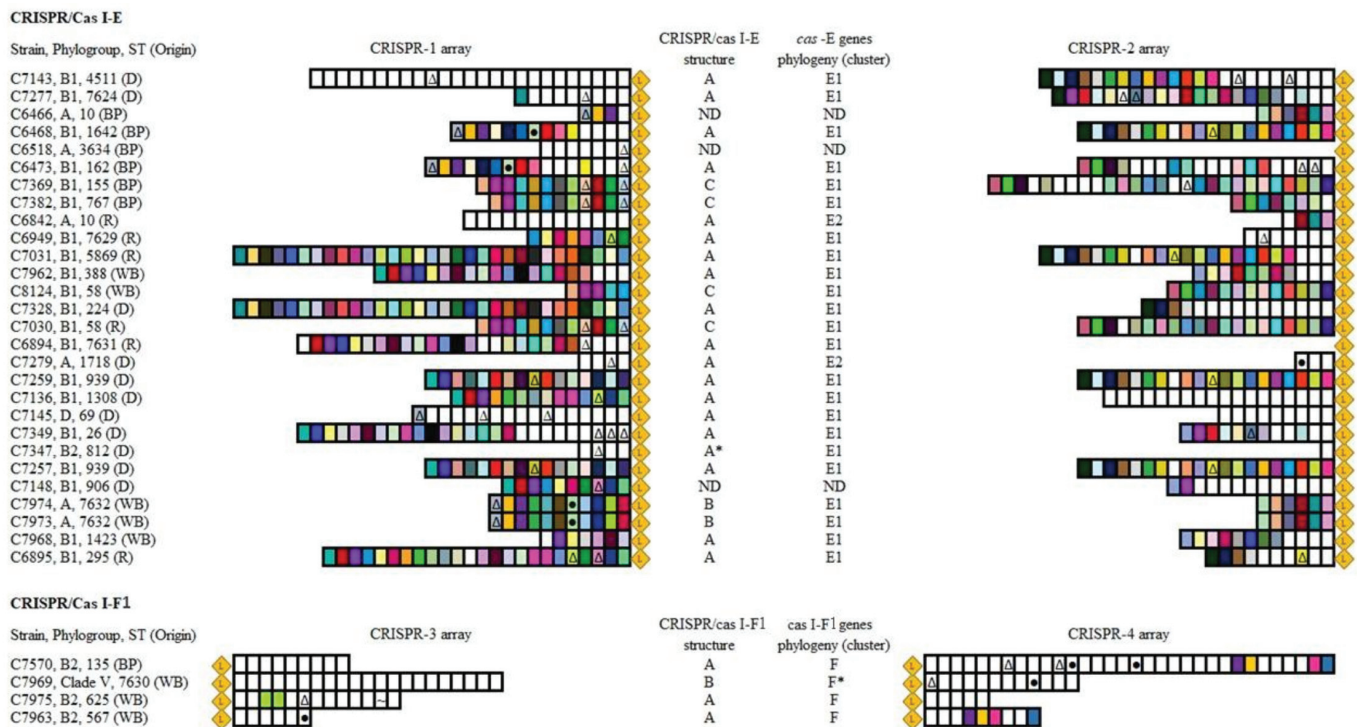 CRISPR/Cas I-E
Strain, Phylogroup, ST (Origin) CRISPR-1 array CRISPR/cas I-E structure cas -E genes phylogeny (cluster) CRISPR-2 array
C7143, B1, 4511 (D) Δ L A E1 Δ Δ L
C7277, B1, 7624 (D) Δ L A E1 Δ Δ L
C6466, A, 10 (BP) Δ L ND ND L
C6468, B1, 1642 (BP) Δ • L A E1 Δ L
C6518, A, 3634 (BP) Δ L ND ND L
C6473, B1, 162 (BP) Δ • Δ L A E1 Δ Δ L
C7369, B1, 155 (BP) Δ Δ L C E1 Δ L
C7382, B1, 767 (BP) Δ Δ L C E1 L
C6842, A, 10 (R) L A E2 L
C6949, B1, 7629 (R) Δ L A E1 Δ L
C7031, B1, 5869 (R) L A E1 Δ L
C7962, B1, 388 (WB) L A E1 L
C8124, B1, 58 (WB) L C E1 L
C7328, B1, 224 (D) L A E1 L
C7030, B1, 58 (R) Δ Δ L C E1 L
C6894, B1, 7631 (R) Δ L A E1 L
C7279, A, 1718 (D) Δ L A E2 • L
C7259, B1, 939 (D) Δ L A E1 Δ L
C7136, B1, 1308 (D) Δ L A E1 L
C7145, D, 69 (D) Δ Δ Δ L A E1 L
C7349, B1, 26 (D) Δ Δ Δ L A E1 Δ L
C7347, B2, 812 (D) Δ L A* E1 L
C7257, B1, 939 (D) Δ L A E1 Δ L
C7148, B1, 906 (D) Δ L ND ND L
C7974, A, 7632 (WB) Δ • L B E1 L
C7973, A, 7632 (WB) Δ • L B E1 L
C7968, B1, 1423 (WB) L A E1 L
C6895, B1, 295 (R) Δ Δ L A E1 Δ L
CRISPR/Cas I-F1
Strain, Phylogroup, ST (Origin) CRISPR-3 array CRISPR/cas I-F1 structure cas I-F1 genes phylogeny (cluster) CRISPR-4 array
C7570, B2, 135 (BP) L A F L Δ Δ • •
C7969, Clade V, 7630 (WB) L B F* L Δ •
C7975, B2, 625 (WB) L Δ ~ A F L
C7963, B2, 567 (WB) L • A F L